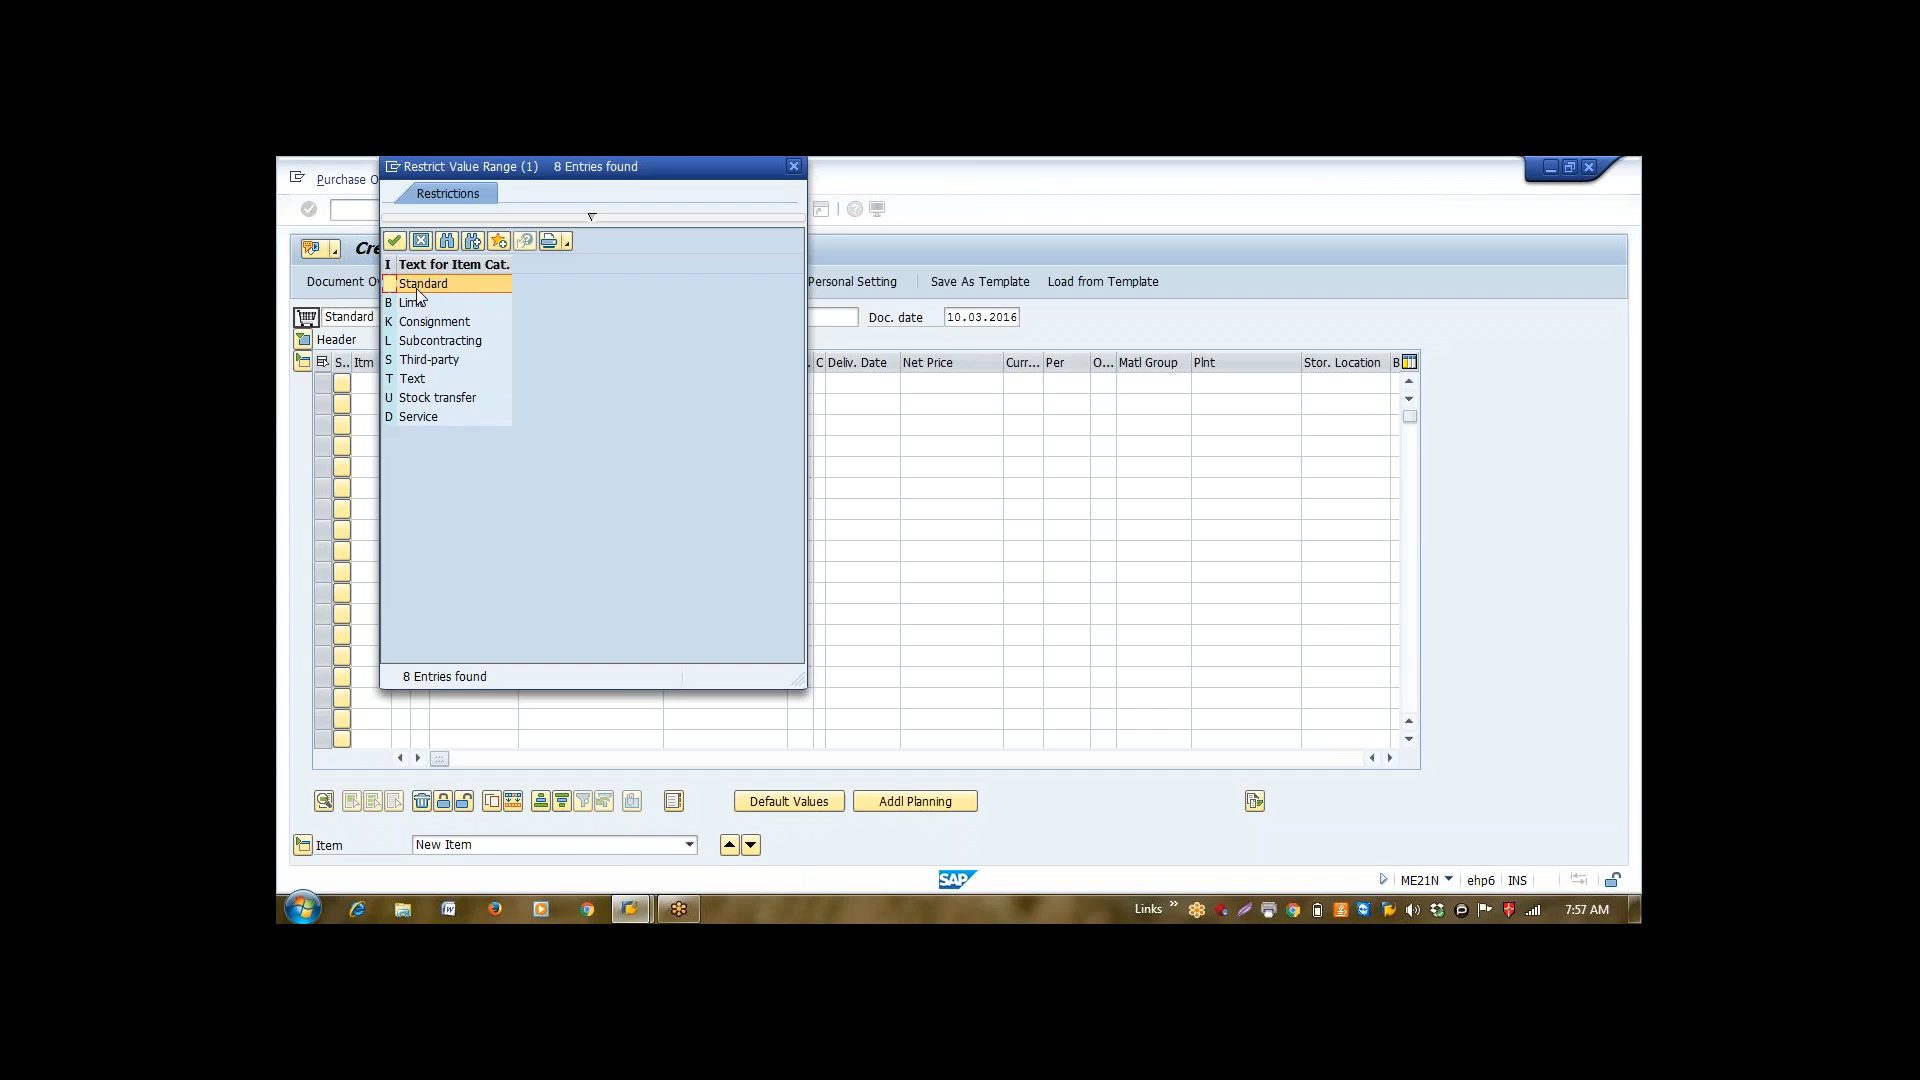 Restrict Value Range (1) 8 Entries found
Purchase O
Restrictions
Cre
Document Ov
Personal Setting
Save As Template
Load from Template
I Text for Item Cat.
Standard
B
K Consignment
L Subcontracting
S Third-party
T Text
U Stock transfer
D Service
8 Entries found
Standard
Doc. date 10.03.2016
Header
S.. Itm
C Deliv. Date Net Price Curr... Per O... Matl Group Plnt Stor. Location B
Default Values
Addl Planning
Item New Item
SAP
ME21N ehp6 INS
Links
7:57 AM